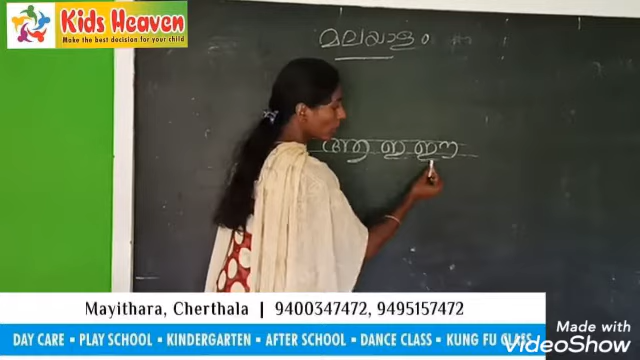 Kids Heaven
Make the best decision for your child
മലയാളം
ആ ഇ ഈ
Mayithara, Cherthala | 9400347472, 9495157472
DAY CARE ▪ PLAY SCHOOL ▪ KINDERGARTEN ▪ AFTER SCHOOL ▪ DANCE CLASS ▪ KUNG FU CLASS
Made with
VideoShow